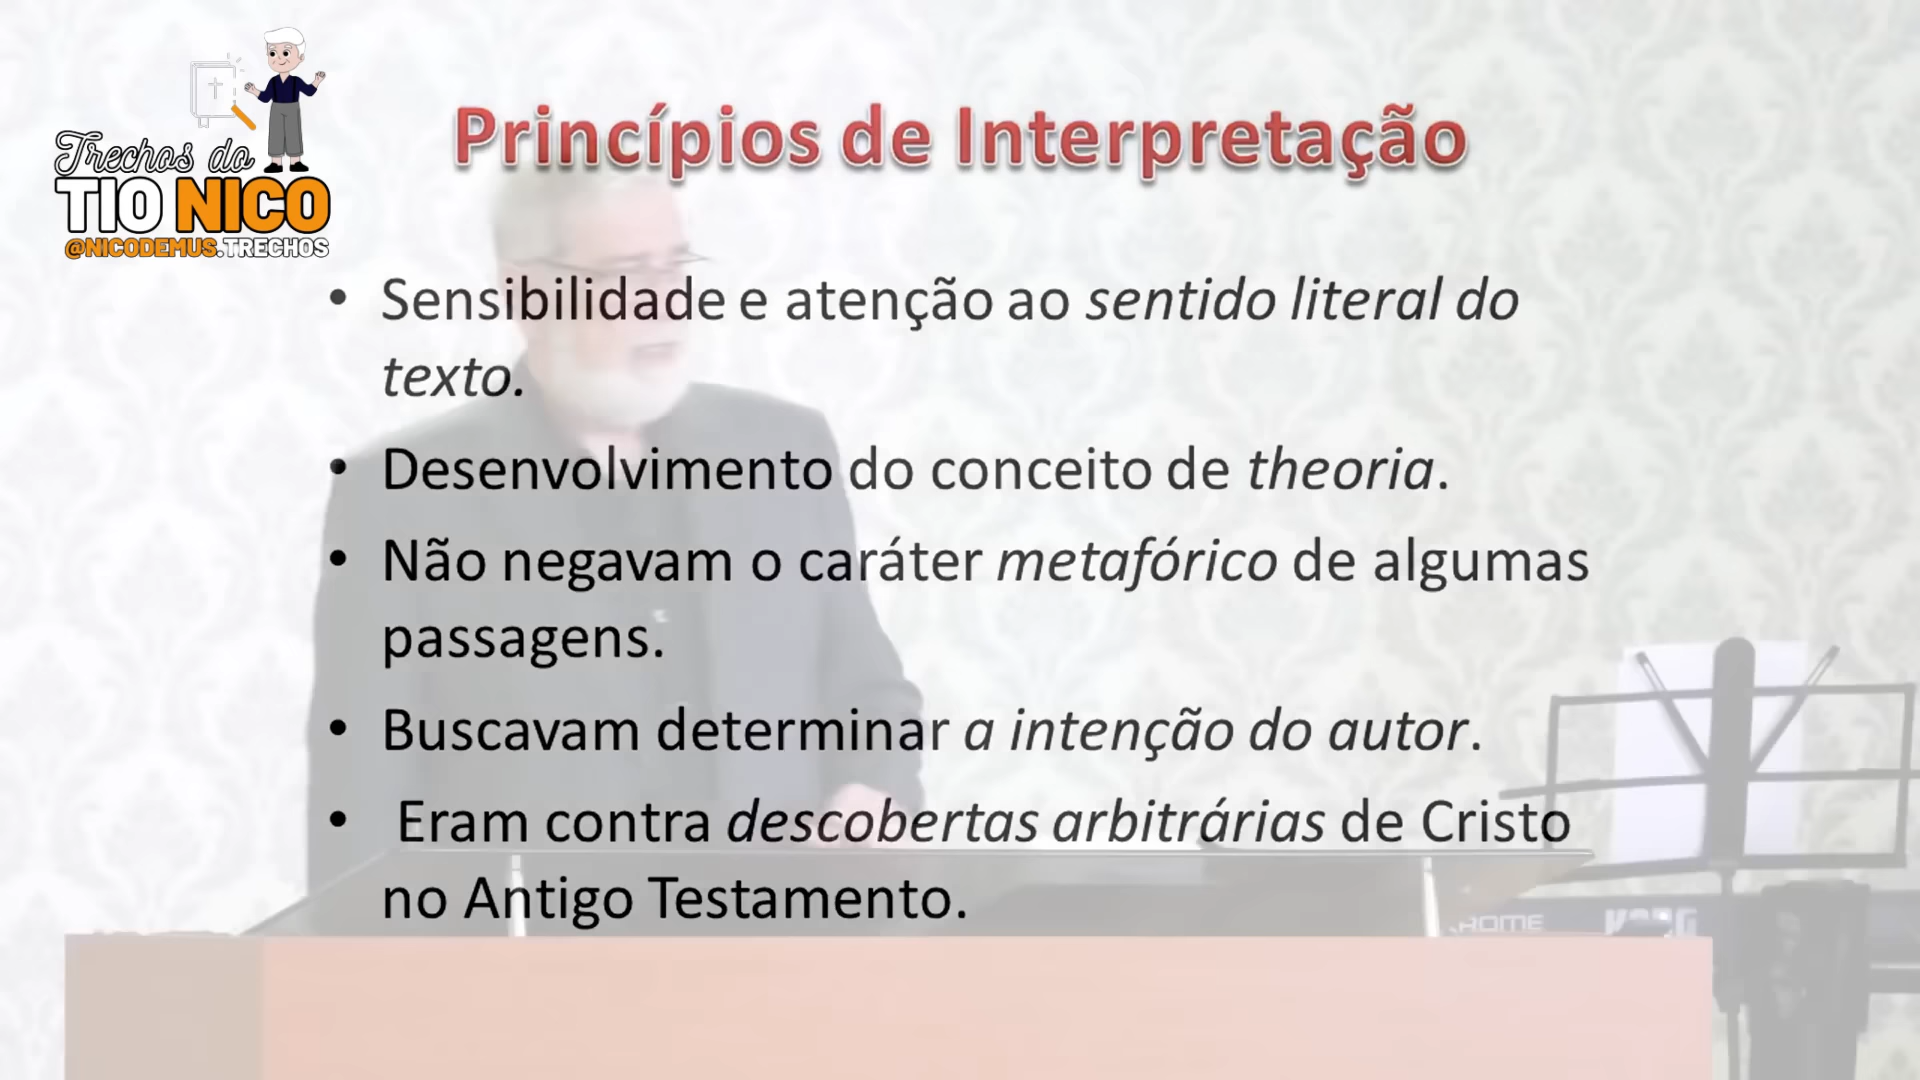 Trechos do
TIO NICO
@NICODEMUS.TRECHOS
Princípios de Interpretação
• Sensibilidade e atenção ao sentido literal do
texto.
• Desenvolvimento do conceito de theoria.
• Não negavam o caráter metafórico de algumas
passagens.
• Buscavam determinar a intenção do autor.
• Eram contra descobertas arbitrárias de Cristo
no Antigo Testamento.
KORG